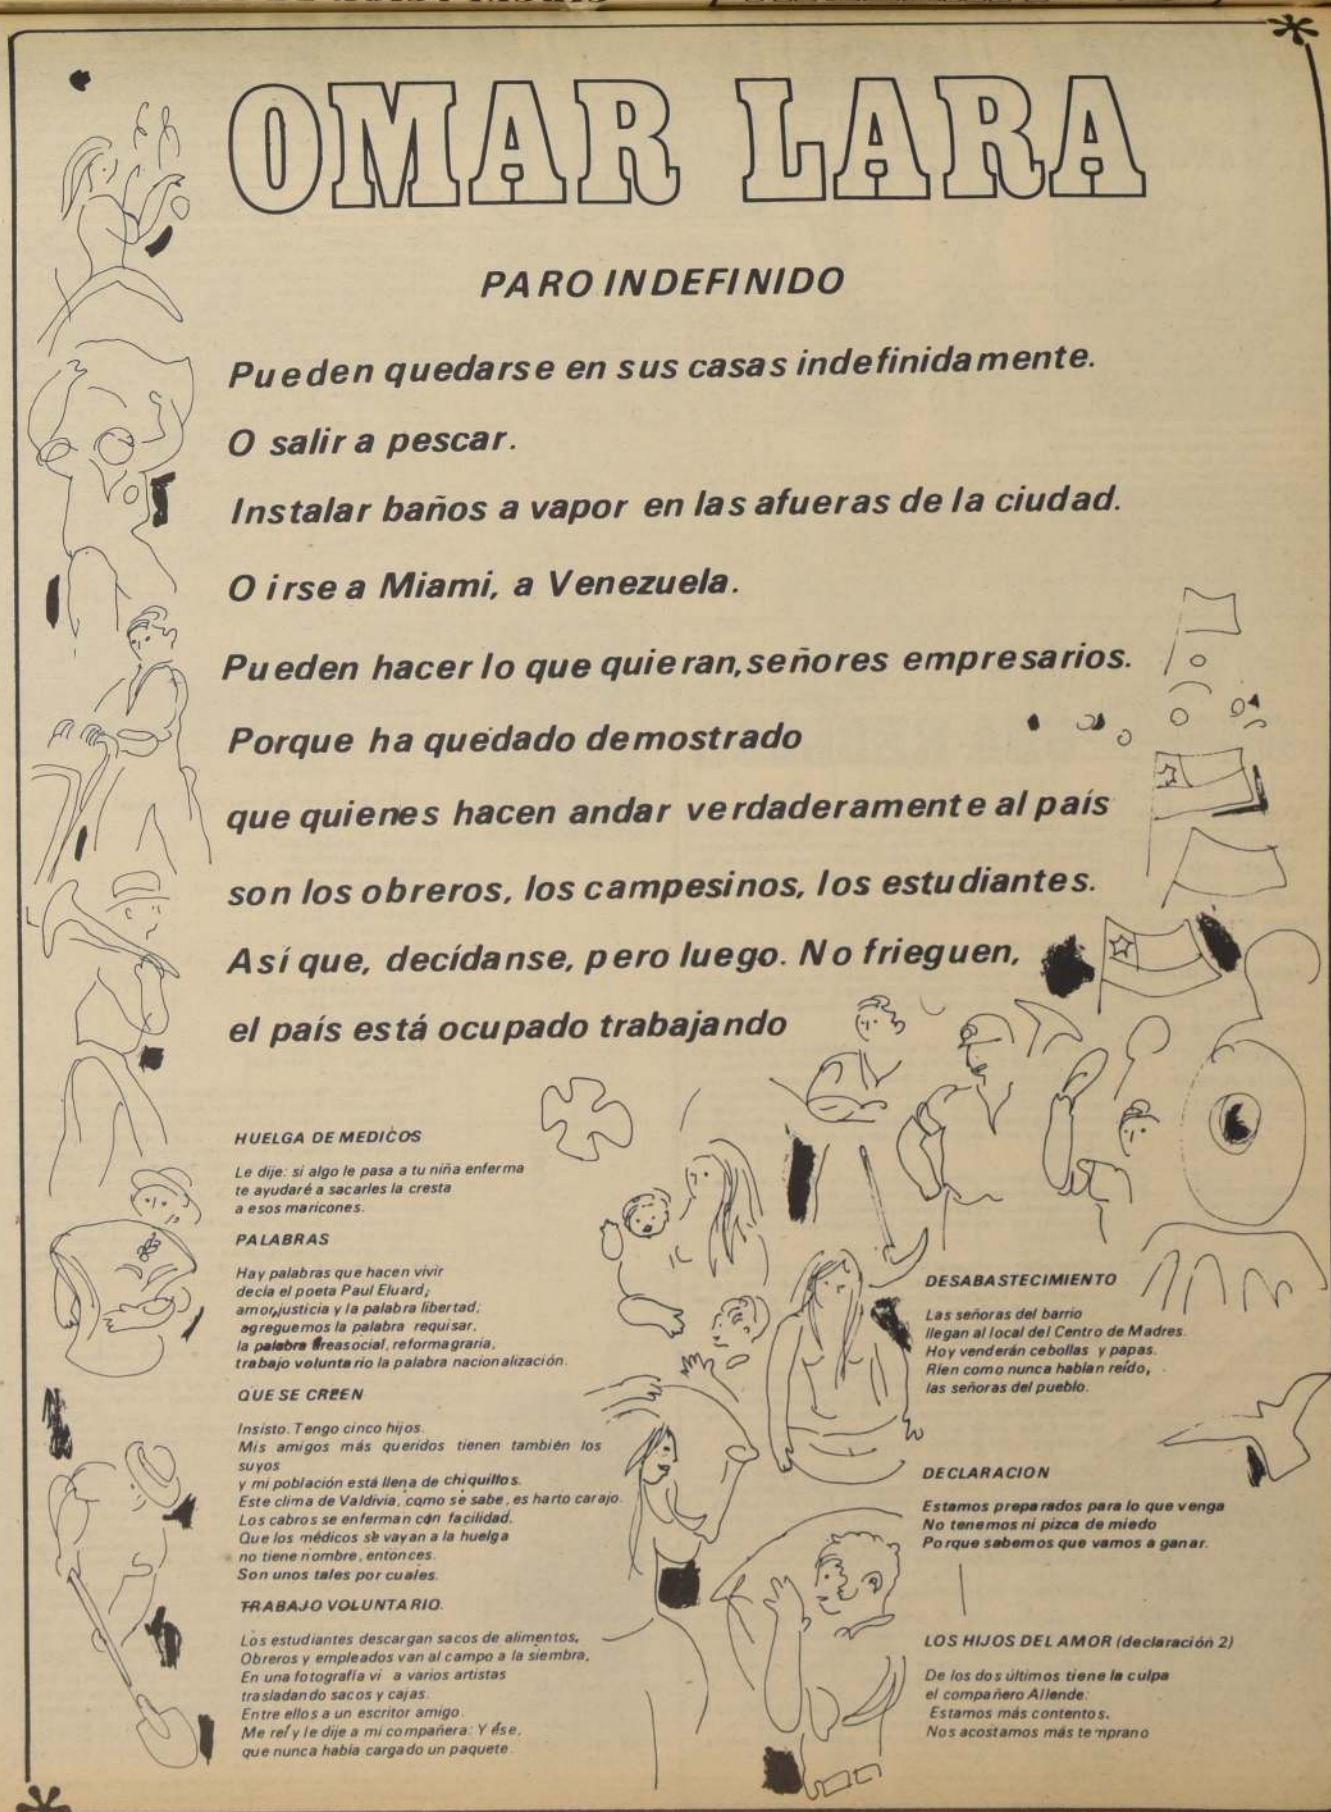 OMAR LARA
PARO INDEFINIDO
Pueden quedarse en sus casas indefinidamente.
O salir a pescar.
Instalar baños a vapor en las afueras de la ciudad.
O irse a Miami, a Venezuela.
Pueden hacer lo que quieran, señores empresarios.
Porque ha quedado demostrado
que quienes hacen andar verdaderamente al país
son los obreros, los campesinos, los estudiantes.
Así que, decídanse, pero luego. No frieguen,
el país está ocupado trabajando
HUELGA DE MEDICOS
Le dije: si algo le pasa a tu niña enferma
te ayudaré a sacarles la cresta
a esos maricones.
PALABRAS
Hay palabras que hacen vivir
decía el poeta Paul Eluard;
amor,justicia y la palabra libertad;
agreguemos la palabra requisar,
la palabra áreasocial, reformagraria,
trabajo voluntario la palabra nacionalización.
QUE SE CREEN
Insisto. Tengo cinco hijos.
Mis amigos más queridos tienen también los
suyos
y mi población está llena de chiquillos.
Este clima de Valdivia, como se sabe, es harto carajo.
Los cabros se enferman con facilidad.
Que los médicos se vayan a la huelga
no tiene nombre, entonces.
Son unos tales por cuales.
TRABAJO VOLUNTARIO.
Los estudiantes descargan sacos de alimentos,
Obreros y empleados van al campo a la siembra,
En una fotografía vi a varios artistas
trasladando sacos y cajas.
Entre ellos a un escritor amigo.
Me reí y le dije a mi compañera: Y ése,
que nunca había cargado un paquete.
DESABASTECIMIENTO
Las señoras del barrio
llegan al local del Centro de Madres.
Hoy venderán cebollas y papas.
Ríen como nunca habían reído,
las señoras del pueblo.
DECLARACION
Estamos preparados para lo que venga
No tenemos ni pizca de miedo
Porque sabemos que vamos a ganar.
LOS HIJOS DEL AMOR (declaración 2)
De los dos últimos tiene la culpa
el compañero Allende:
Estamos más contentos.
Nos acostamos más temprano